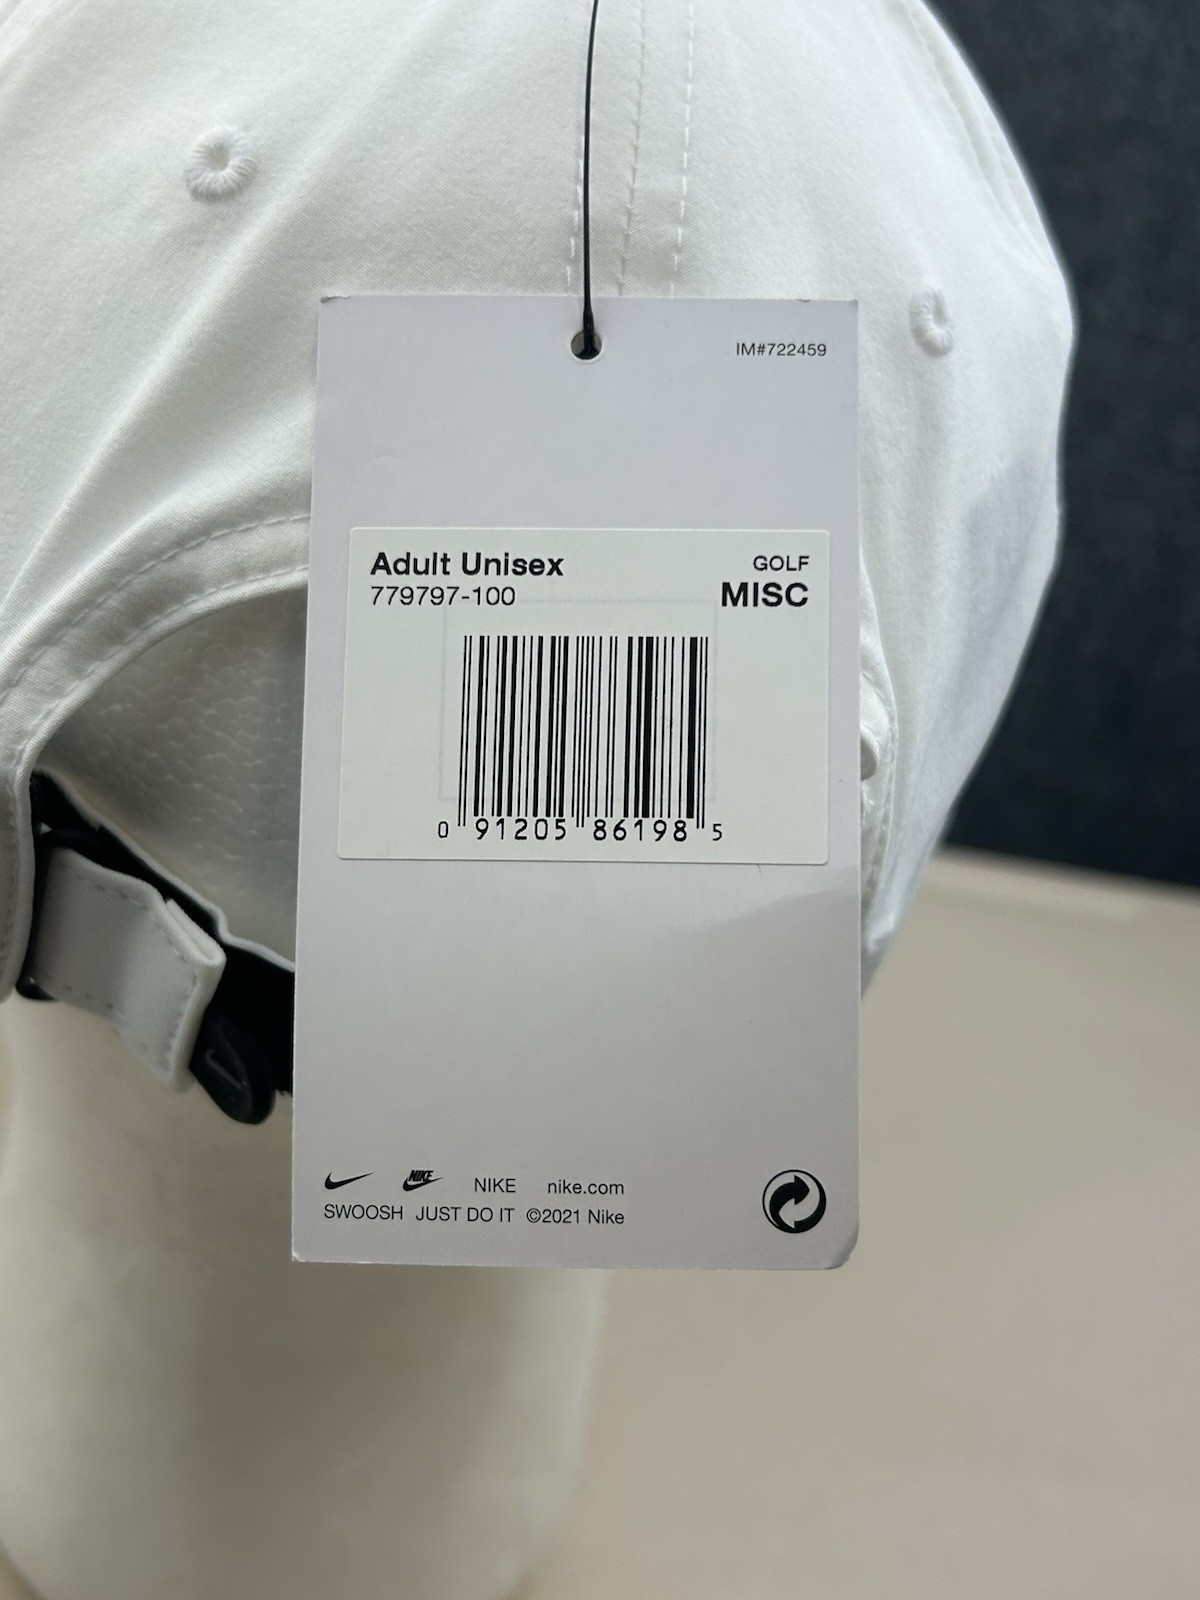 IM#722459
Adult Unisex GOLF
779797-100 MISC
0 91205 86198 5
NIKE NIKE nike.com
SWOOSH JUST DO IT ©2021 Nike